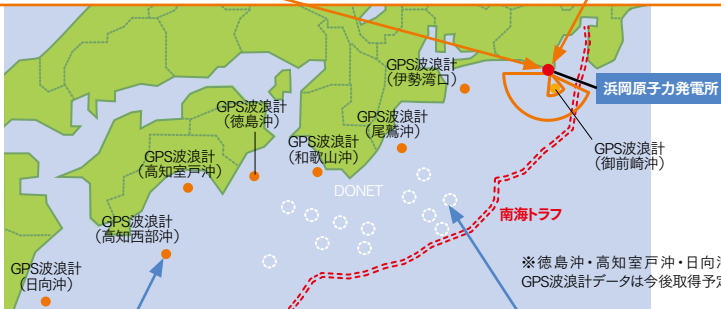 GPS波浪計
（伊勢湾口）
浜岡原子力発電所
GPS波浪計
（徳島沖）
GPS波浪計
（尾鷲沖）
GPS波浪計
（和歌山沖）
GPS波浪計
（御前崎沖）
GPS波浪計
（高知室戸沖）
DONET
南海トラフ
GPS波浪計
（高知西部沖）
GPS波浪計
（日向沖）
※徳島沖・高知室戸沖・日向
GPS波浪計データは今後取得予定